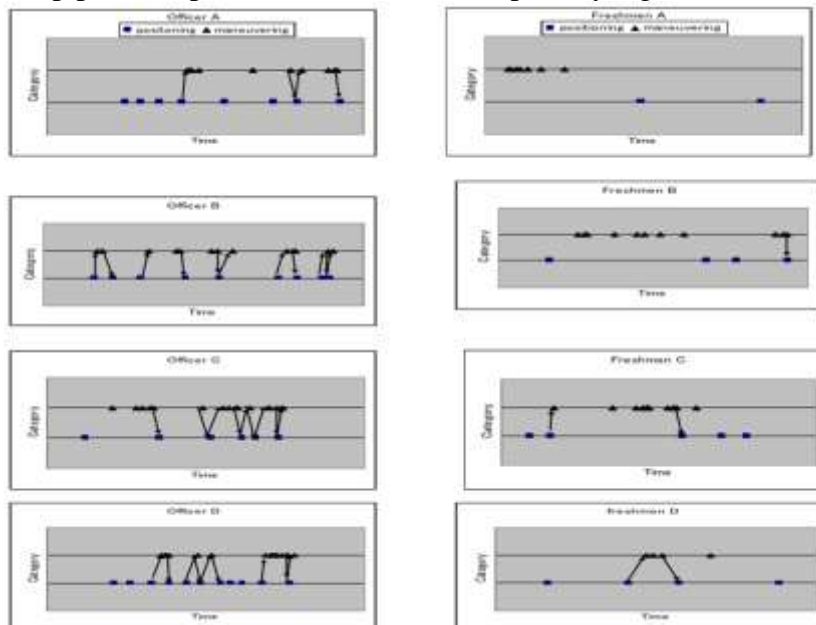 Officer A
positioning maneuvering
Category
Time
Freshmen A
positioning maneuvering
Category
Time
Officer B
Category
Time
Freshmen B
Category
Time
Officer C
Category
Time
Freshmen C
Category
Time
Officer D
Category
Time
freshmen D
Category
Time